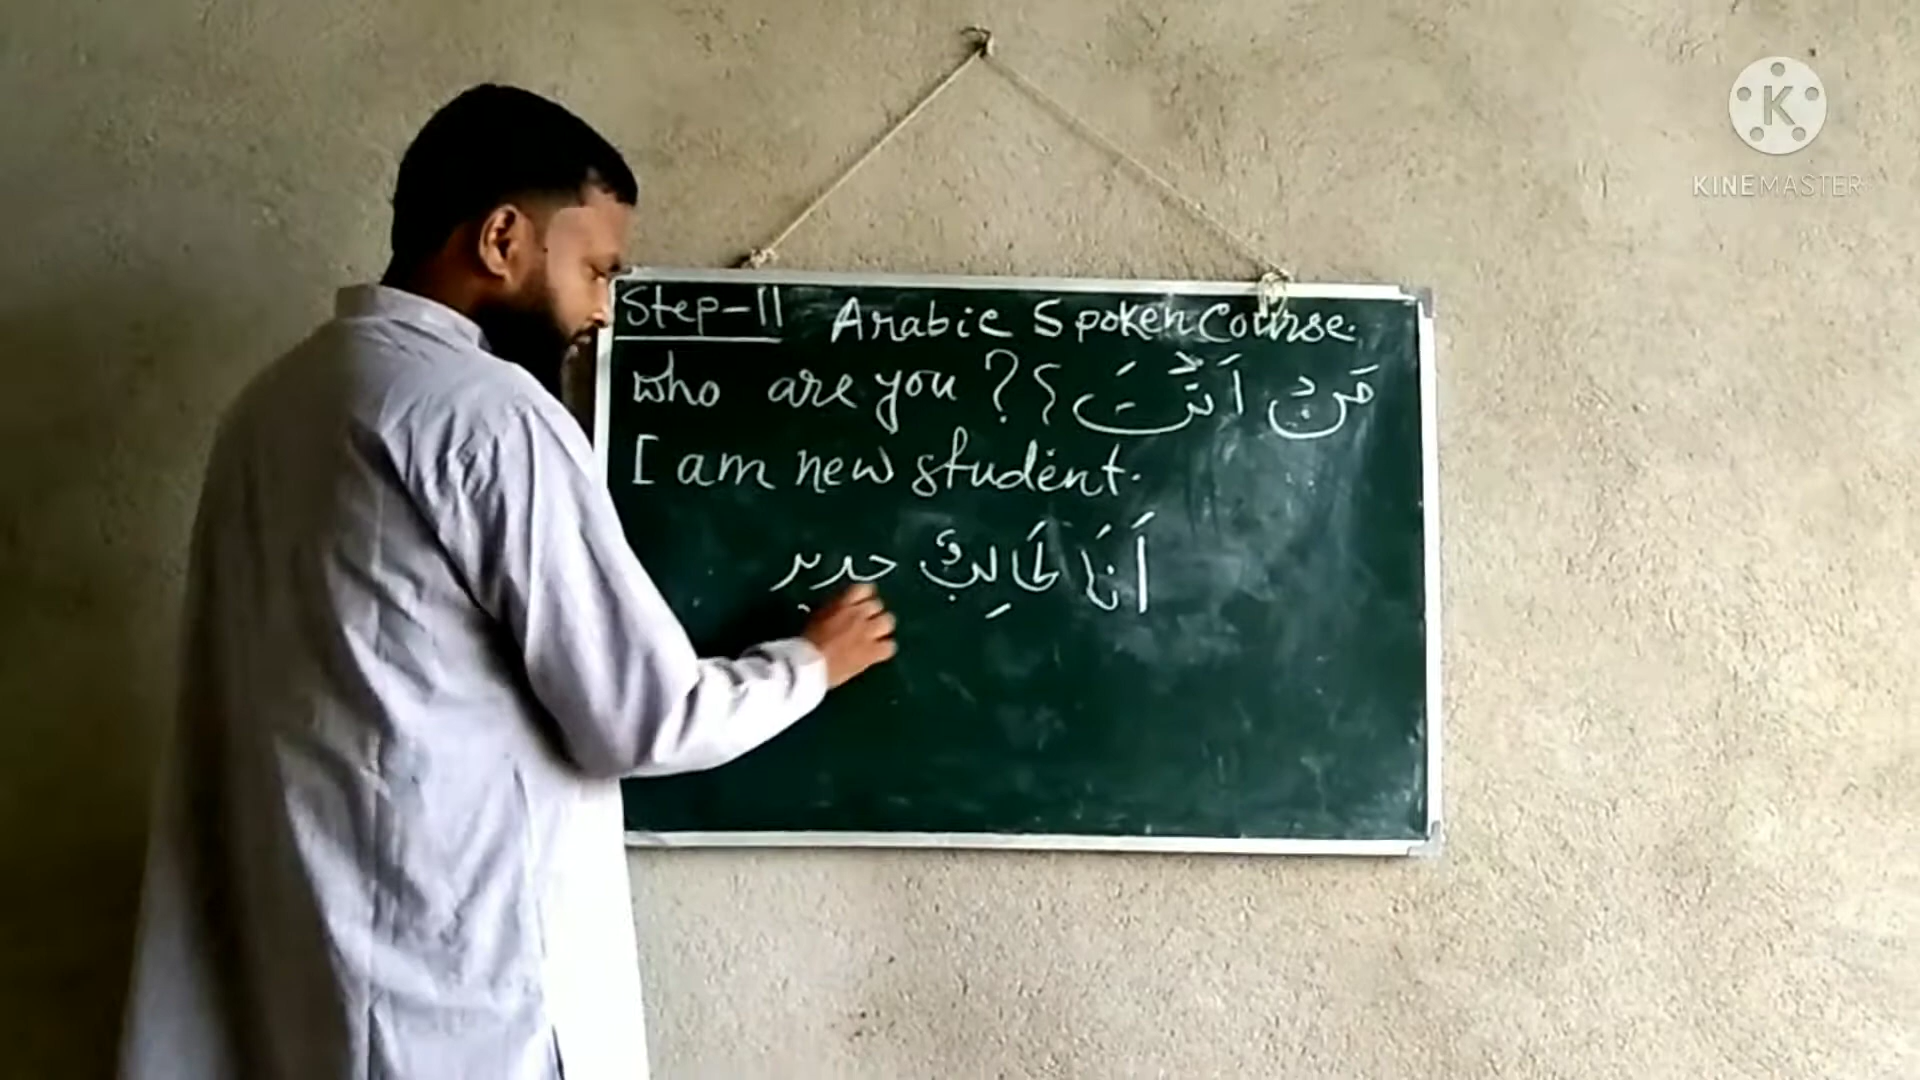 Step-11 Arabic Spoken Course.
who are you ? مَنْ اَنْتَ ؟
I am new student.
أَنَا طَالِبٌ جديد
KINEMASTER